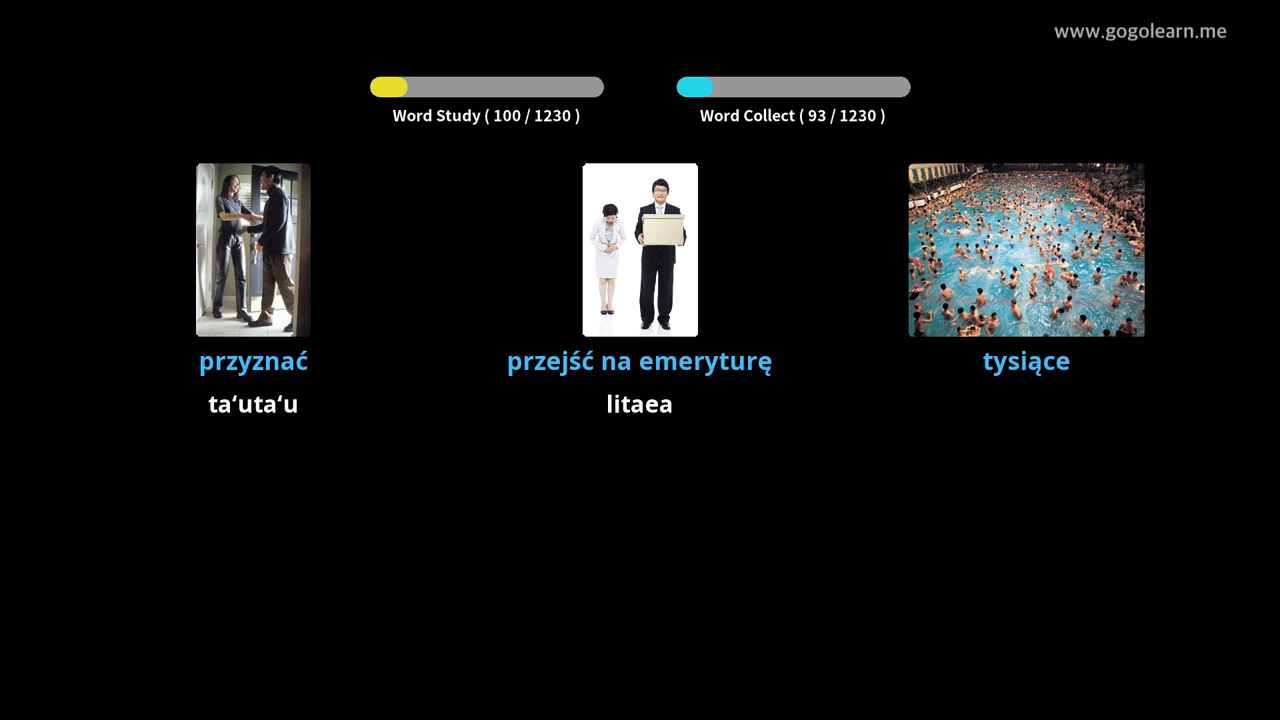 www.gogolearn.me
Word Study ( 100 / 1230 )
Word Collect ( 93 / 1230 )
przyznać
przejść na emeryturę
tysiące
ta‘uta‘u
litaea